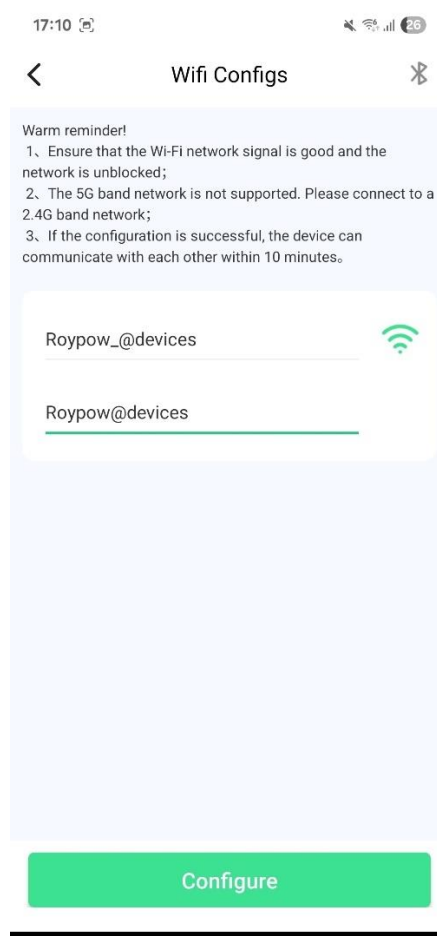 17:10
26
Wifi Configs
Warm reminder!
1、Ensure that the Wi-Fi network signal is good and the
network is unblocked；
2、The 5G band network is not supported. Please connect to a
2.4G band network；
3、If the configuration is successful, the device can
communicate with each other within 10 minutes。
Roypow_@devices
Roypow@devices
Configure